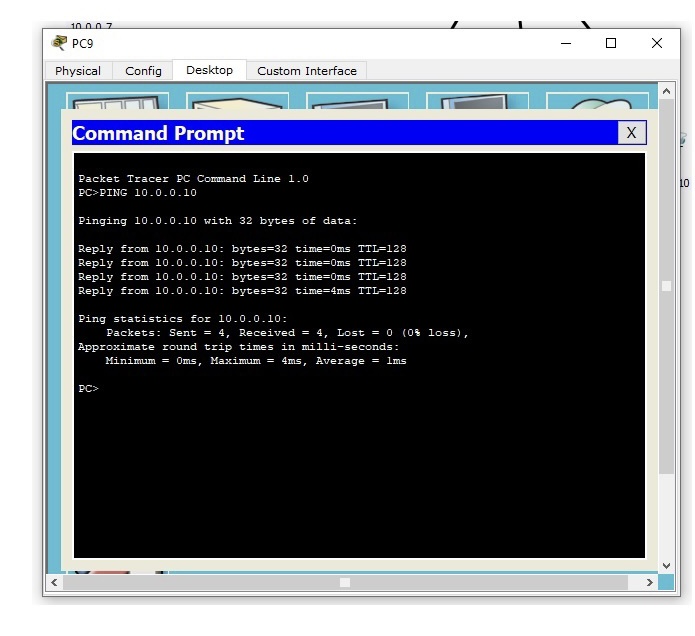 10.0.0.7
PC9
Physical Config Desktop Custom Interface
Command Prompt
X
Packet Tracer PC Command Line 1.0
PC>PING 10.0.0.10
Pinging 10.0.0.10 with 32 bytes of data:
Reply from 10.0.0.10: bytes=32 time=0ms TTL=128
Reply from 10.0.0.10: bytes=32 time=0ms TTL=128
Reply from 10.0.0.10: bytes=32 time=0ms TTL=128
Reply from 10.0.0.10: bytes=32 time=4ms TTL=128
Ping statistics for 10.0.0.10:
Packets: Sent = 4, Received = 4, Lost = 0 (0% loss),
Approximate round trip times in milli-seconds:
Minimum = 0ms, Maximum = 4ms, Average = 1ms
PC>
10